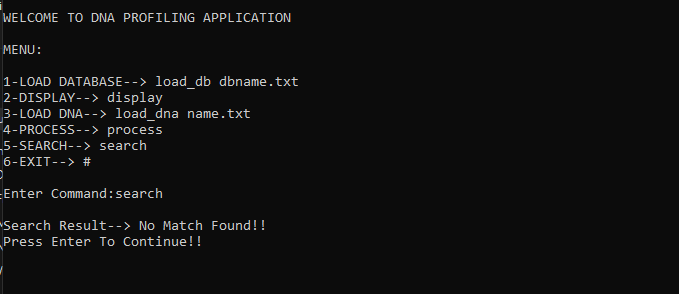 WELCOME TO DNA PROFILING APPLICATION
MENU:
1-LOAD DATABASE--> load_db dbname.txt
2-DISPLAY--> display
3-LOAD DNA--> load_dna name.txt
4-PROCESS--> process
5-SEARCH--> search
6-EXIT--> #
Enter Command:search
Search Result--> No Match Found!!
Press Enter To Continue!!